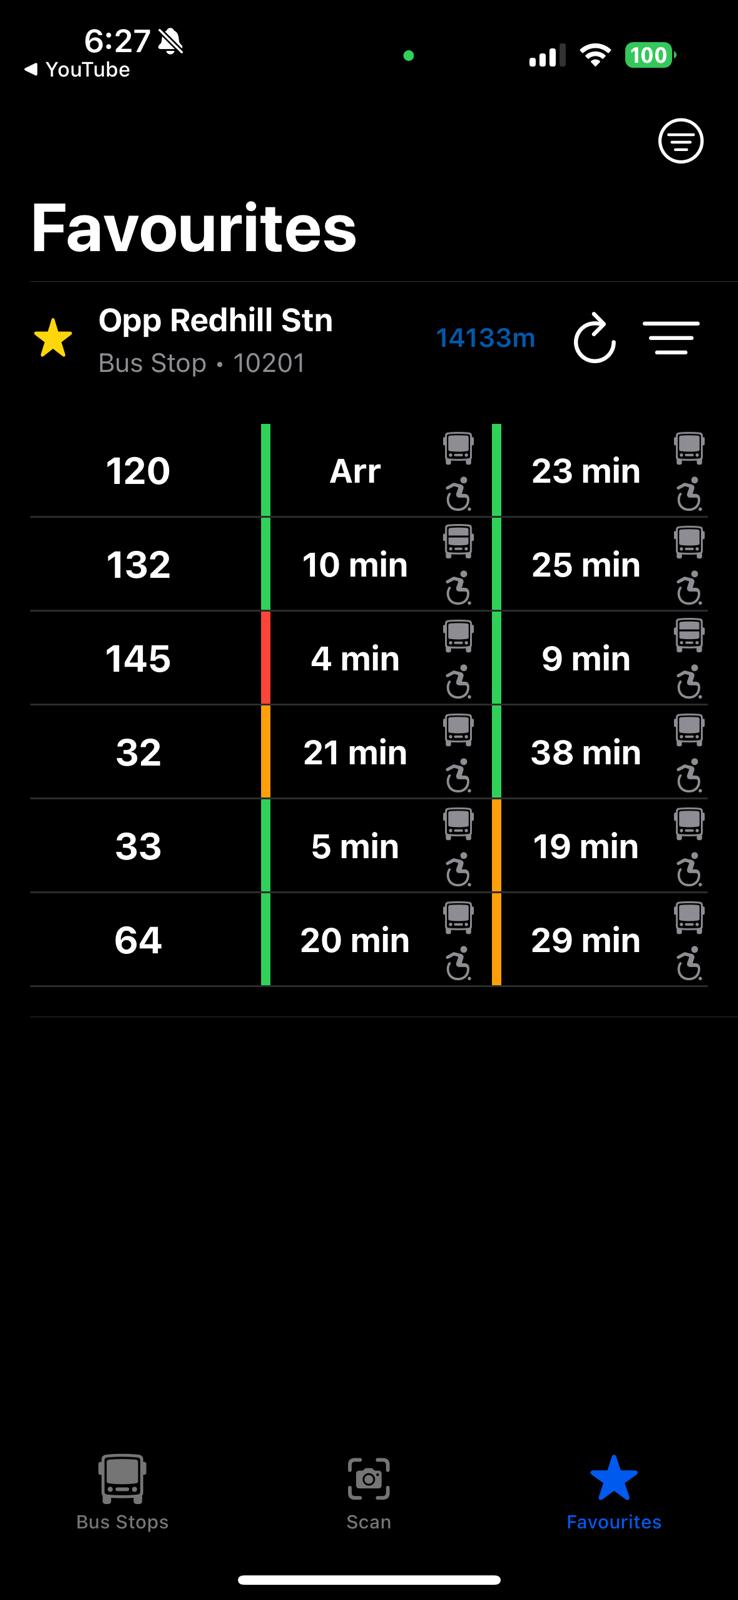 6:27
100
◀ YouTube
Favourites
Opp Redhill Stn
14133m
Bus Stop • 10201
120 Arr 23 min
132 10 min 25 min
145 4 min 9 min
32 21 min 38 min
33 5 min 19 min
64 20 min 29 min
Bus Stops Scan Favourites